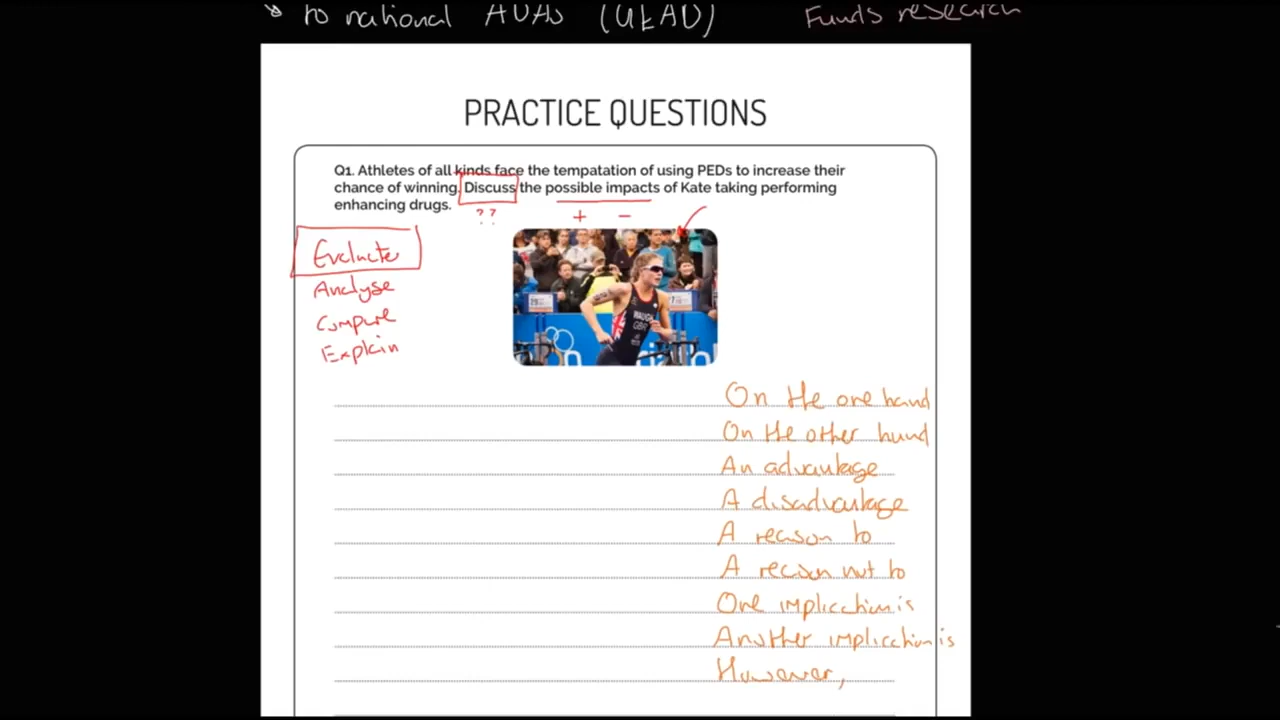 to national ADAs (UKAD) Funds research
PRACTICE QUESTIONS
Q1. Athletes of all kinds face the tempatation of using PEDs to increase their
chance of winning. Discuss the possible impacts of Kate taking performing
enhancing drugs.
?? + −
Evaluate
Analyse
Compare
Explain
WAUGH
GBR
On the one hand
On the other hand
An advantage
A disadvantage
A reason to
A reason not to
One implication is
Another implication is
However,